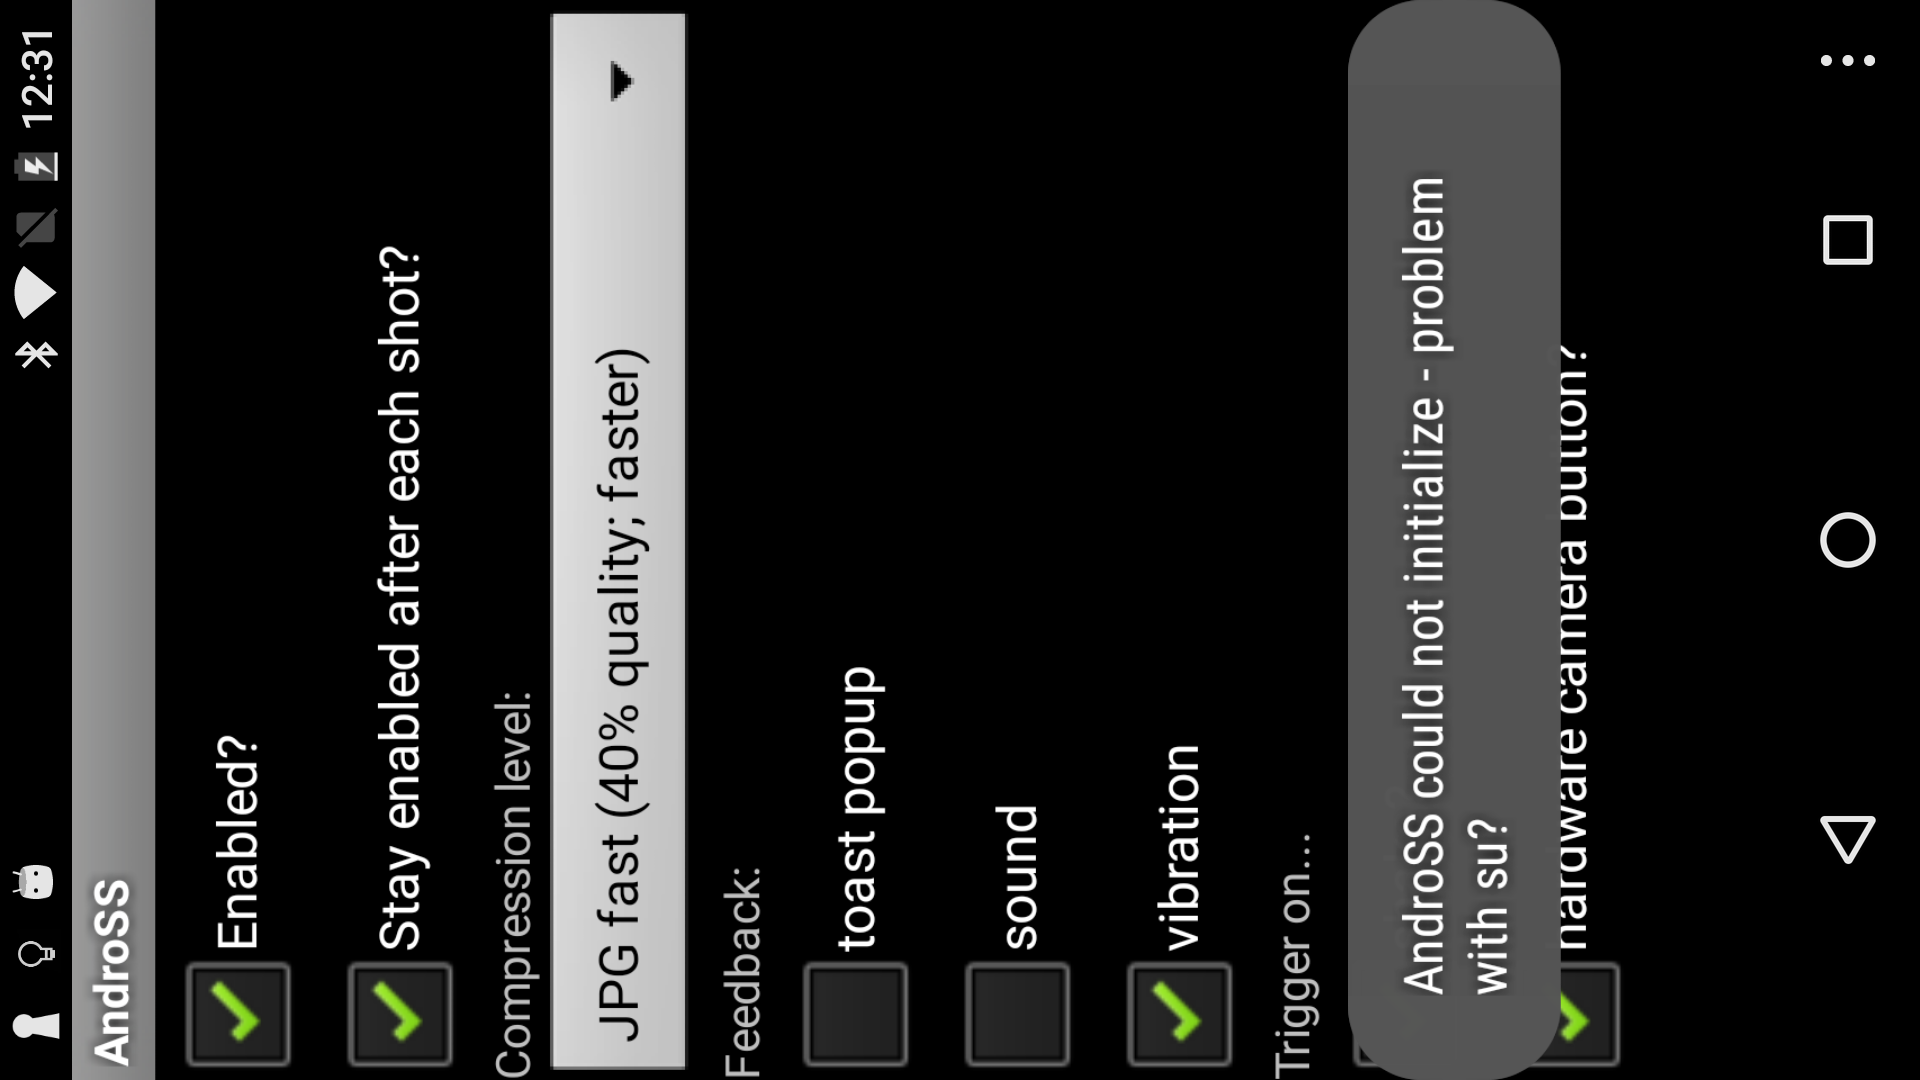 12:31
AndroSS
Enabled?
Stay enabled after each shot?
Compression level:
JPG fast (40% quality; faster)
Feedback:
toast popup
sound
vibration
Trigger on...
AndroSS could not initialize - problem
with su?
hardware camera button?